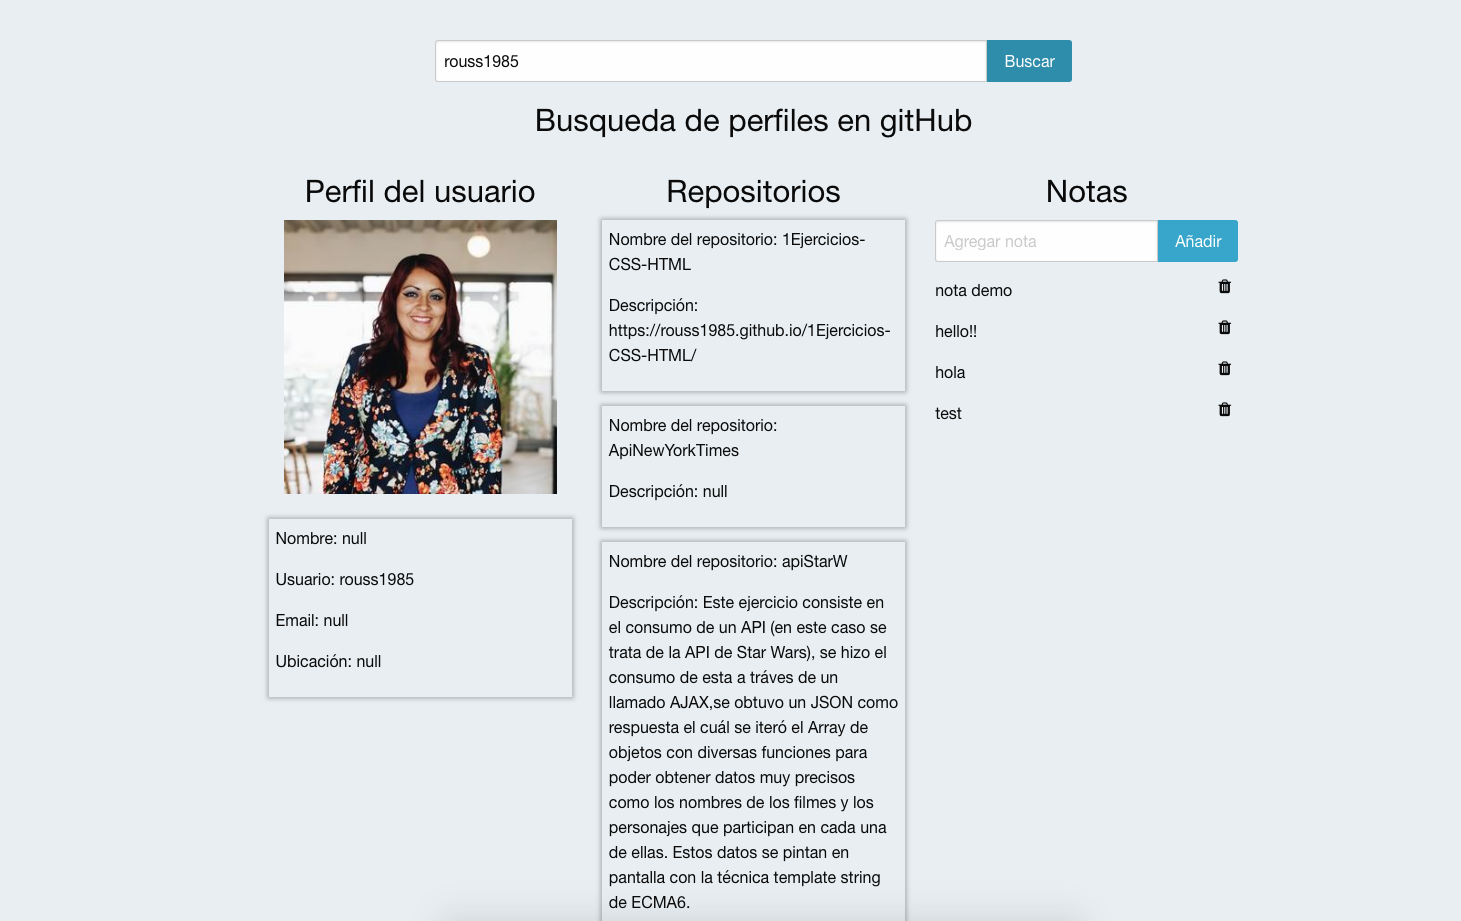 rouss1985
Buscar
Busqueda de perfiles en gitHub
Perfil del usuario
Nombre: null
Usuario: rouss1985
Email: null
Ubicación: null
Repositorios
Nombre del repositorio: 1Ejercicios-
CSS-HTML
Descripción:
https://rouss1985.github.io/1Ejercicios-
CSS-HTML/
Nombre del repositorio:
ApiNewYorkTimes
Descripción: null
Nombre del repositorio: apiStarW
Descripción: Este ejercicio consiste en
el consumo de un API (en este caso se
trata de la API de Star Wars), se hizo el
consumo de esta a tráves de un
llamado AJAX,se obtuvo un JSON como
respuesta el cuál se iteró el Array de
objetos con diversas funciones para
poder obtener datos muy precisos
como los nombres de los filmes y los
personajes que participan en cada una
de ellas. Estos datos se pintan en
pantalla con la técnica template string
de ECMA6.
Notas
Agregar nota
Añadir
nota demo
hello!!
hola
test